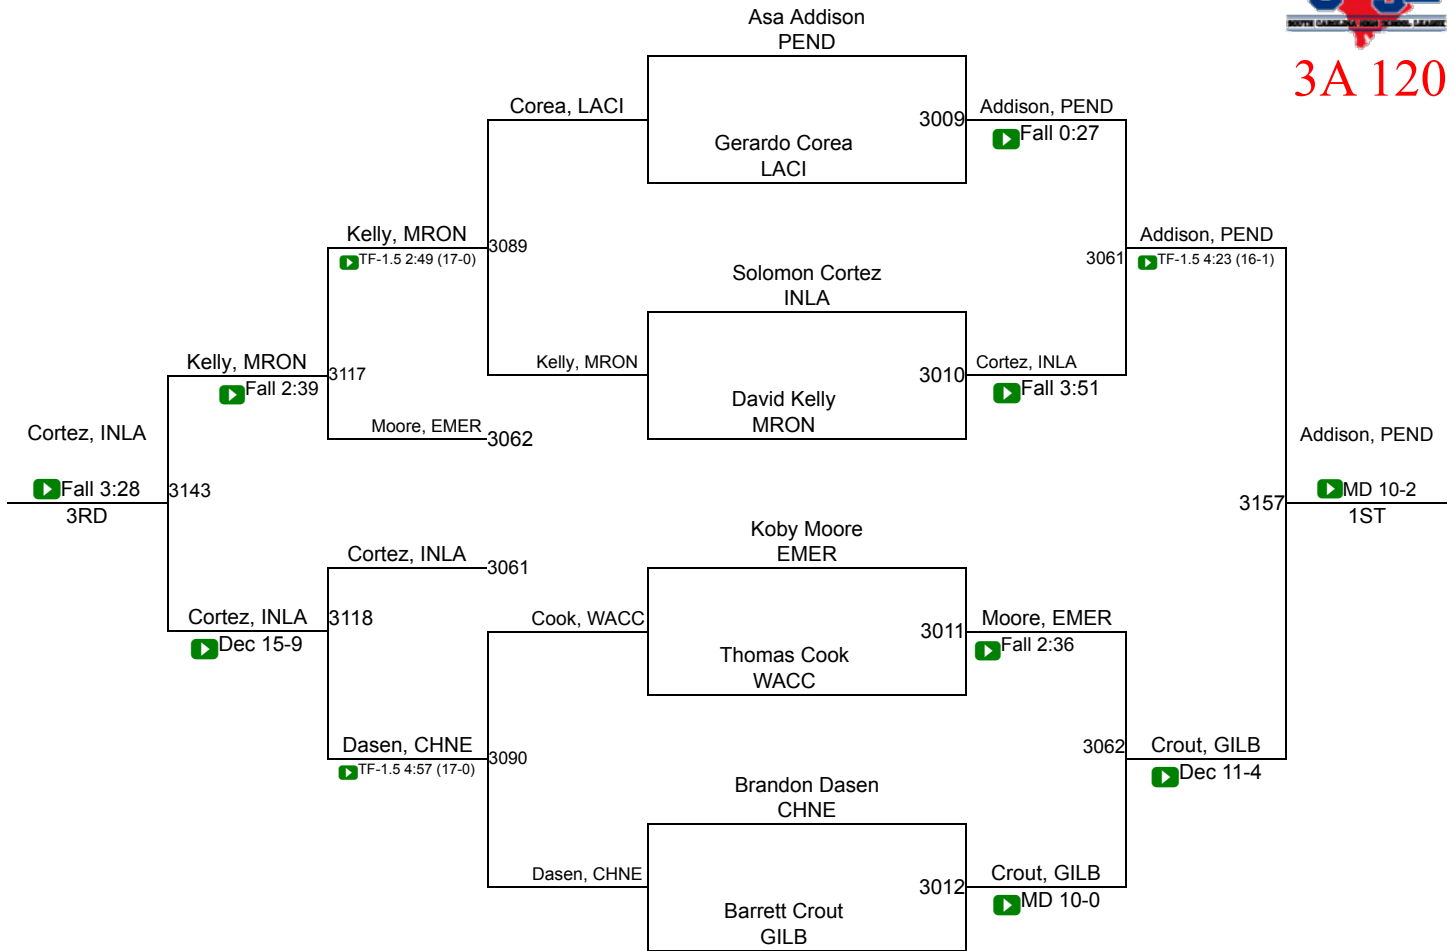 Asa Addison
PEND
SOUTH CAROLINA HIGH SCHOOL LEAGUE
3A 120
Corea, LACI
3009
Addison, PEND
Fall 0:27
Gerardo Corea
LACI
Kelly, MRON
3089
TF-1.5 2:49 (17-0)
Addison, PEND
3061
TF-1.5 4:23 (16-1)
Solomon Cortez
INLA
Kelly, MRON
3117
Fall 2:39
Kelly, MRON
3010
Cortez, INLA
Fall 3:51
David Kelly
MRON
Moore, EMER
3062
Cortez, INLA
Fall 3:28
3143
3RD
Addison, PEND
3157
MD 10-2
1ST
Koby Moore
EMER
Cortez, INLA
3061
Cortez, INLA
3118
Dec 15-9
Cook, WACC
3011
Moore, EMER
Fall 2:36
Thomas Cook
WACC
Dasen, CHNE
3090
TF-1.5 4:57 (17-0)
3062
Crout, GILB
Dec 11-4
Brandon Dasen
CHNE
Dasen, CHNE
3012
Crout, GILB
MD 10-0
Barrett Crout
GILB